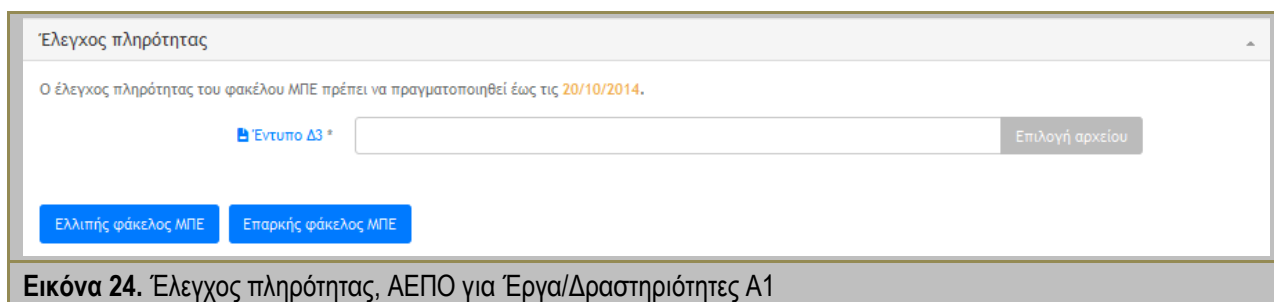 Έλεγχος πληρότητας
Ο έλεγχος πληρότητας του φακέλου ΜΠΕ πρέπει να πραγματοποιηθεί έως τις 20/10/2014.
Έντυπο Δ3 *
Επιλογή αρχείου
Ελλιπής φάκελος ΜΠΕ
Επαρκής φάκελος ΜΠΕ
Εικόνα 24. Έλεγχος πληρότητας, ΑΕΠΟ για Έργα/Δραστηριότητες Α1